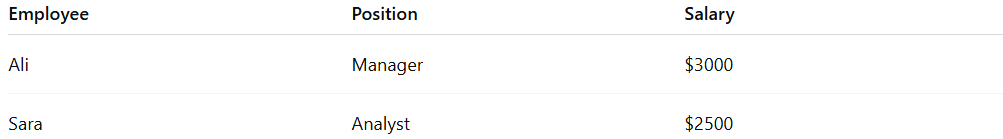 Employee Position Salary
Ali Manager $3000
Sara Analyst $2500